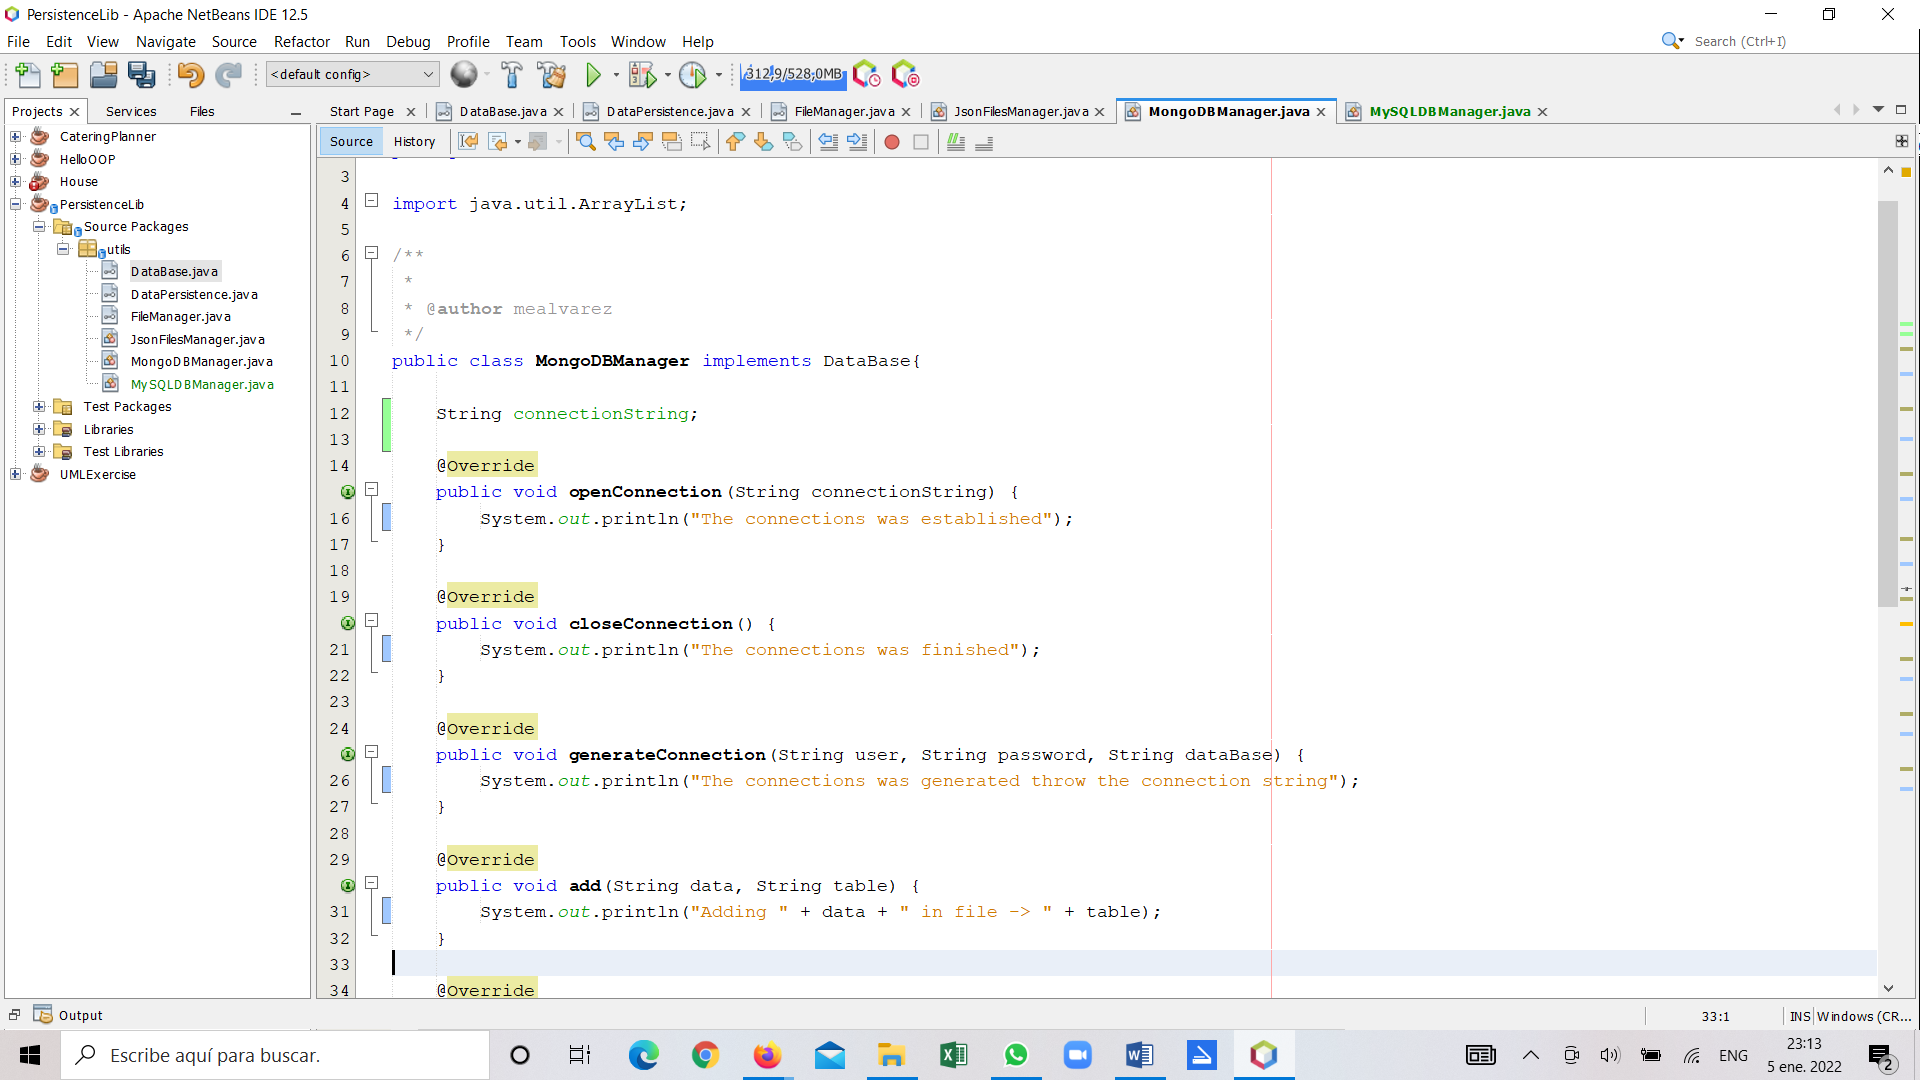 PersistenceLib - Apache NetBeans IDE 12.5
File Edit View Navigate Source Refactor Run Debug Profile Team Tools Window Help
Search (Ctrl+I)
<default config>
312,9/528,0MB
Projects Services Files
Start Page DataBase.java DataPersistence.java FileManager.java JsonFilesManager.java MongoDBManager.java MySQLDBManager.java
Source History
CateringPlanner
HelloOOP
House
PersistenceLib
Source Packages
utils
DataBase.java
DataPersistence.java
FileManager.java
JsonFilesManager.java
MongoDBManager.java
MySQLDBManager.java
Test Packages
Libraries
Test Libraries
UMLExercise
3
4 import java.util.ArrayList;
5
6 /**
7 *
8 * @author mealvarez
9 */
10 public class MongoDBManager implements DataBase{
11
12 String connectionString;
13
14 @Override
public void openConnection(String connectionString) {
16 System.out.println("The connections was established");
17 }
18
19 @Override
public void closeConnection() {
21 System.out.println("The connections was finished");
22 }
23
24 @Override
public void generateConnection(String user, String password, String dataBase) {
26 System.out.println("The connections was generated throw the connection string");
27 }
28
29 @Override
public void add(String data, String table) {
31 System.out.println("Adding " + data + " in file -> " + table);
32 }
33
34 @Override
Output
33:1 INS Windows (CR...
Escribe aquí para buscar.
ENG
23:13
5 ene. 2022
2